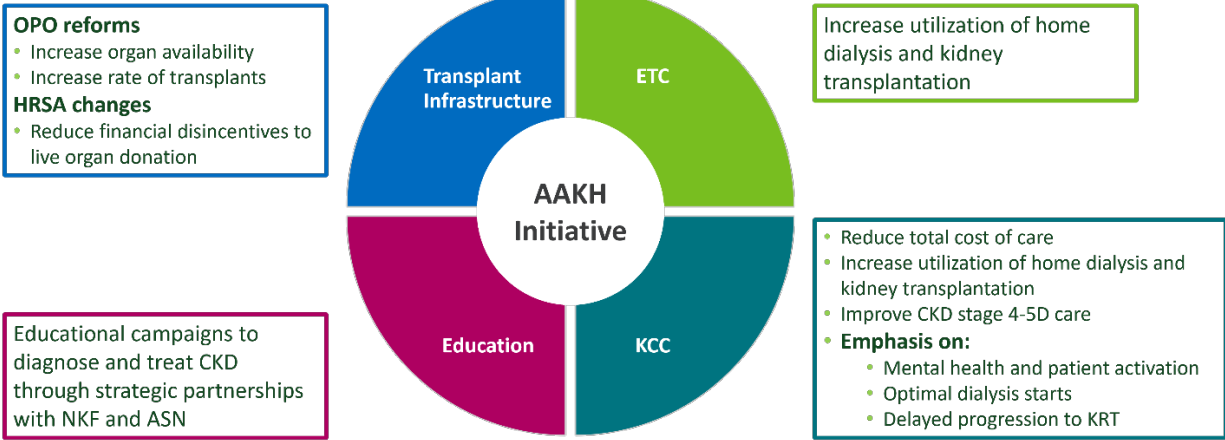 OPO reforms
• Increase organ availability
• Increase rate of transplants
HRSA changes
• Reduce financial disincentives to
live organ donation
Transplant
Infrastructure
ETC
Increase utilization of home
dialysis and kidney
transplantation
AAKH
Initiative
Educational campaigns to
diagnose and treat CKD
through strategic partnerships
with NKF and ASN
Education
KCC
• Reduce total cost of care
• Increase utilization of home dialysis and
kidney transplantation
• Improve CKD stage 4-5D care
• Emphasis on:
• Mental health and patient activation
• Optimal dialysis starts
• Delayed progression to KRT